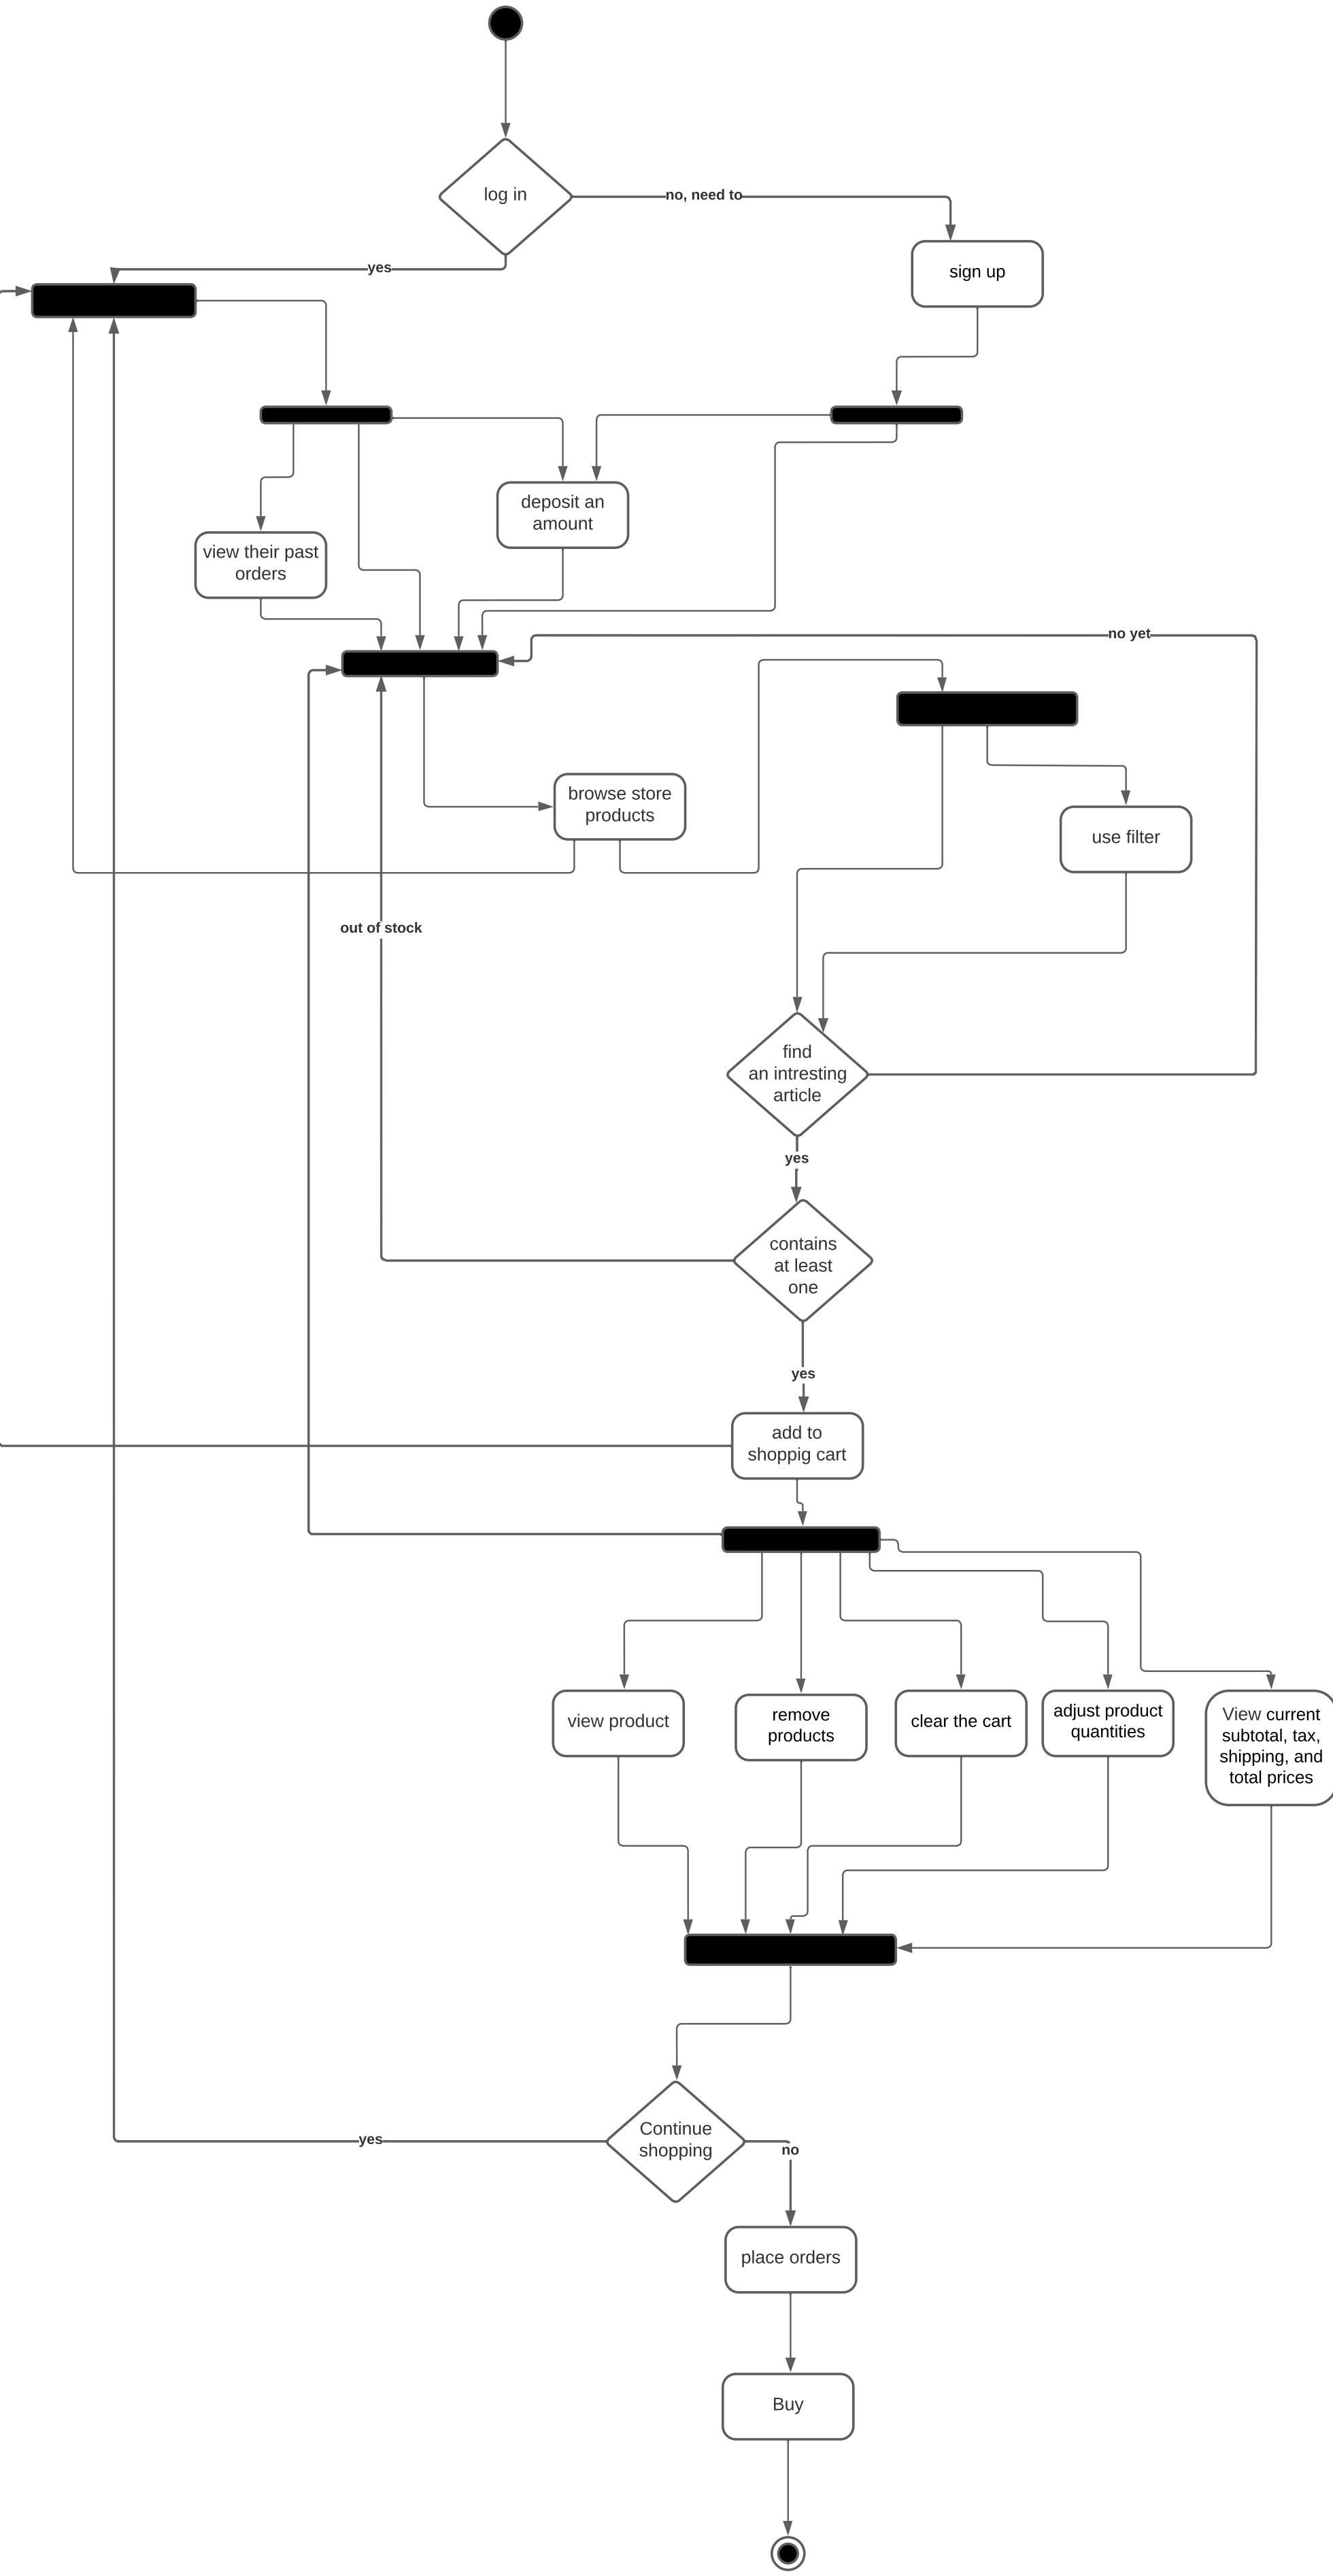 log in
no, need to
sign up
yes
deposit an
amount
view their past
orders
no yet
browse store
products
use filter
out of stock
find
an intresting
article
yes
contains
at least
one
yes
add to
shoppig cart
view product
remove
products
clear the cart
adjust product
quantities
View current
subtotal, tax,
shipping, and
total prices
Continue
shopping
yes
no
place orders
Buy